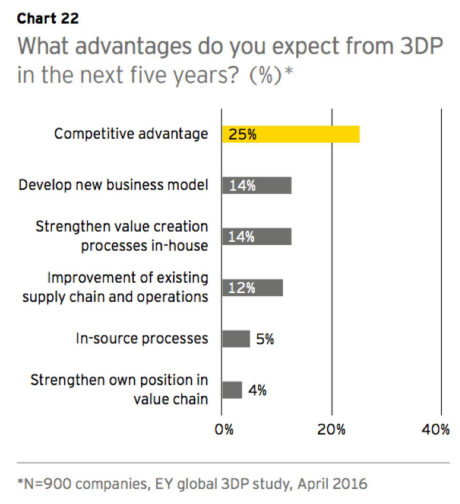 Chart 22
What advantages do you expect from 3DP
in the next five years? (%)*
Competitive advantage 25%
Develop new business model 14%
Strengthen value creation
processes in-house 14%
Improvement of existing
supply chain and operations 12%
In-source processes 5%
Strengthen own position in
value chain 4%
0% 20% 40%
*N=900 companies, EY global 3DP study, April 2016